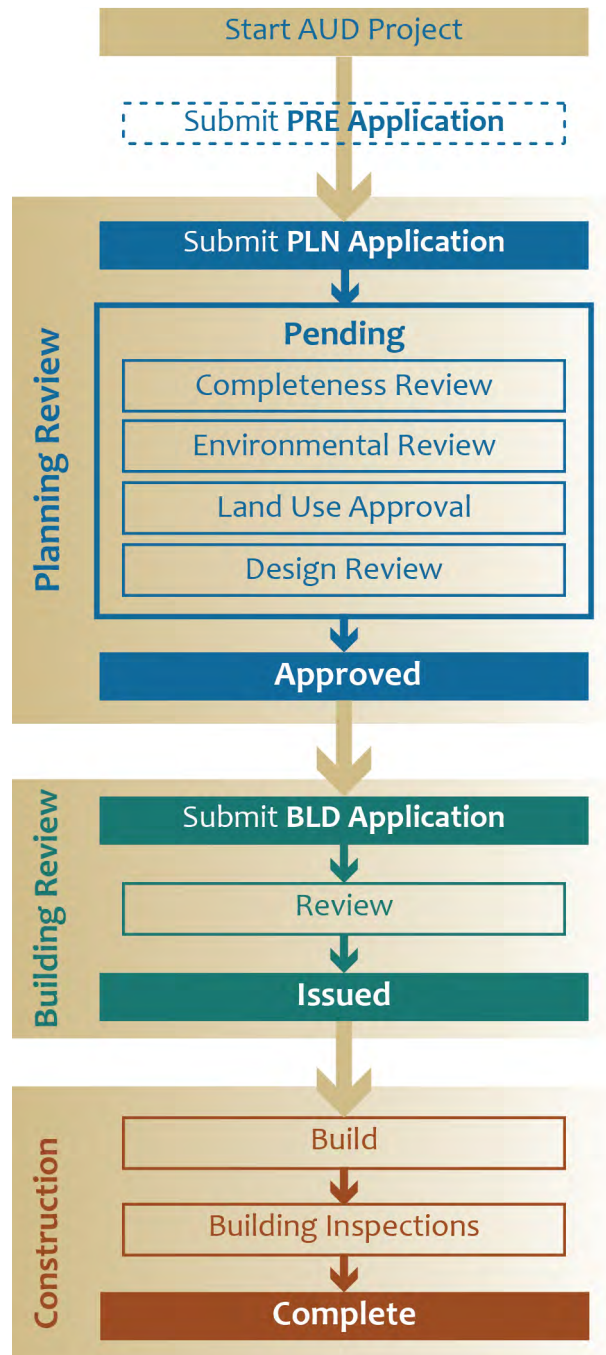 Start AUD Project
Submit PRE Application
Planning Review
Submit PLN Application
Pending
Completeness Review
Environmental Review
Land Use Approval
Design Review
Approved
Building Review
Submit BLD Application
Review
Issued
Construction
Build
Building Inspections
Complete